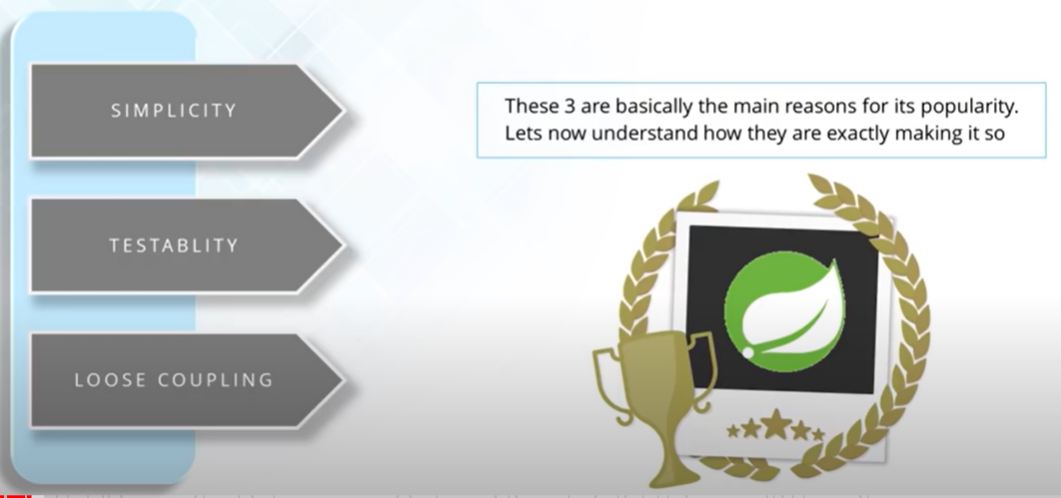 SIMPLICITY
TESTABLITY
LOOSE COUPLING
These 3 are basically the main reasons for its popularity.
Lets now understand how they are exactly making it so